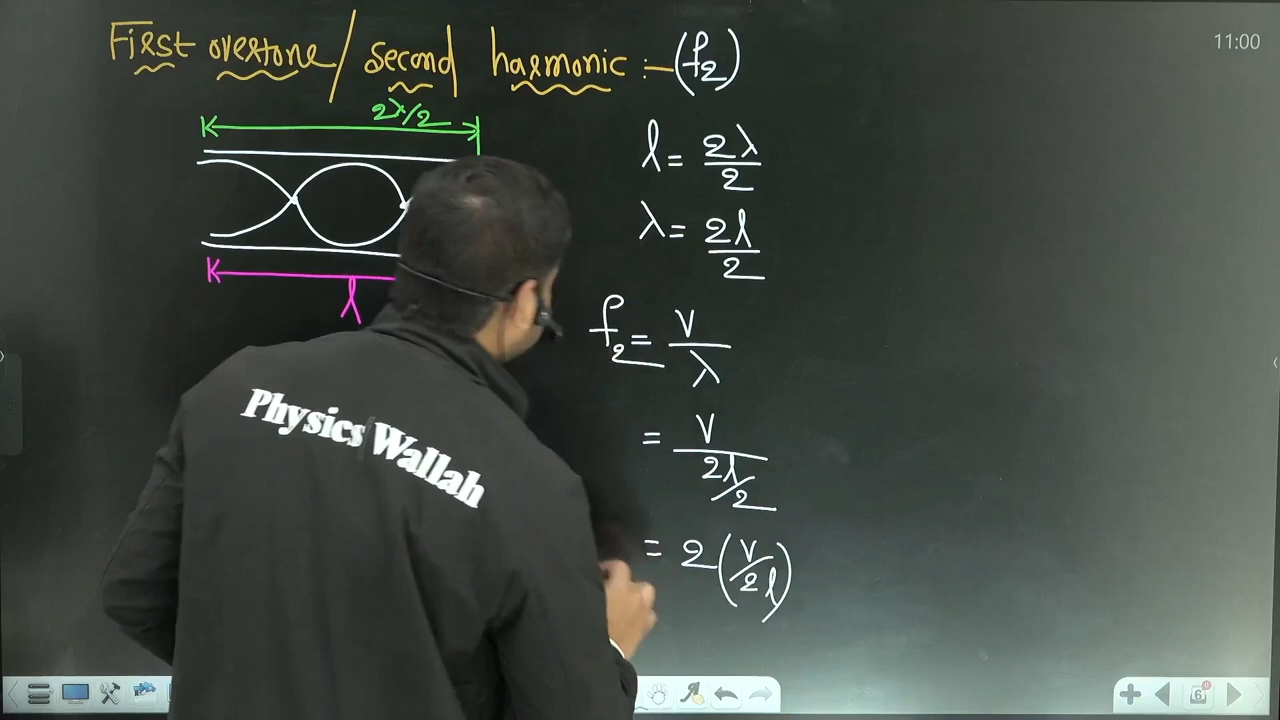 First overtone / second harmonic :- (f₂)
11:00
2λ/2
l = 2λ/2
λ = 2l/2
l
f₂ = v/λ
= v/(2l/2)
= 2(v/2l)
Physics Wallah
6